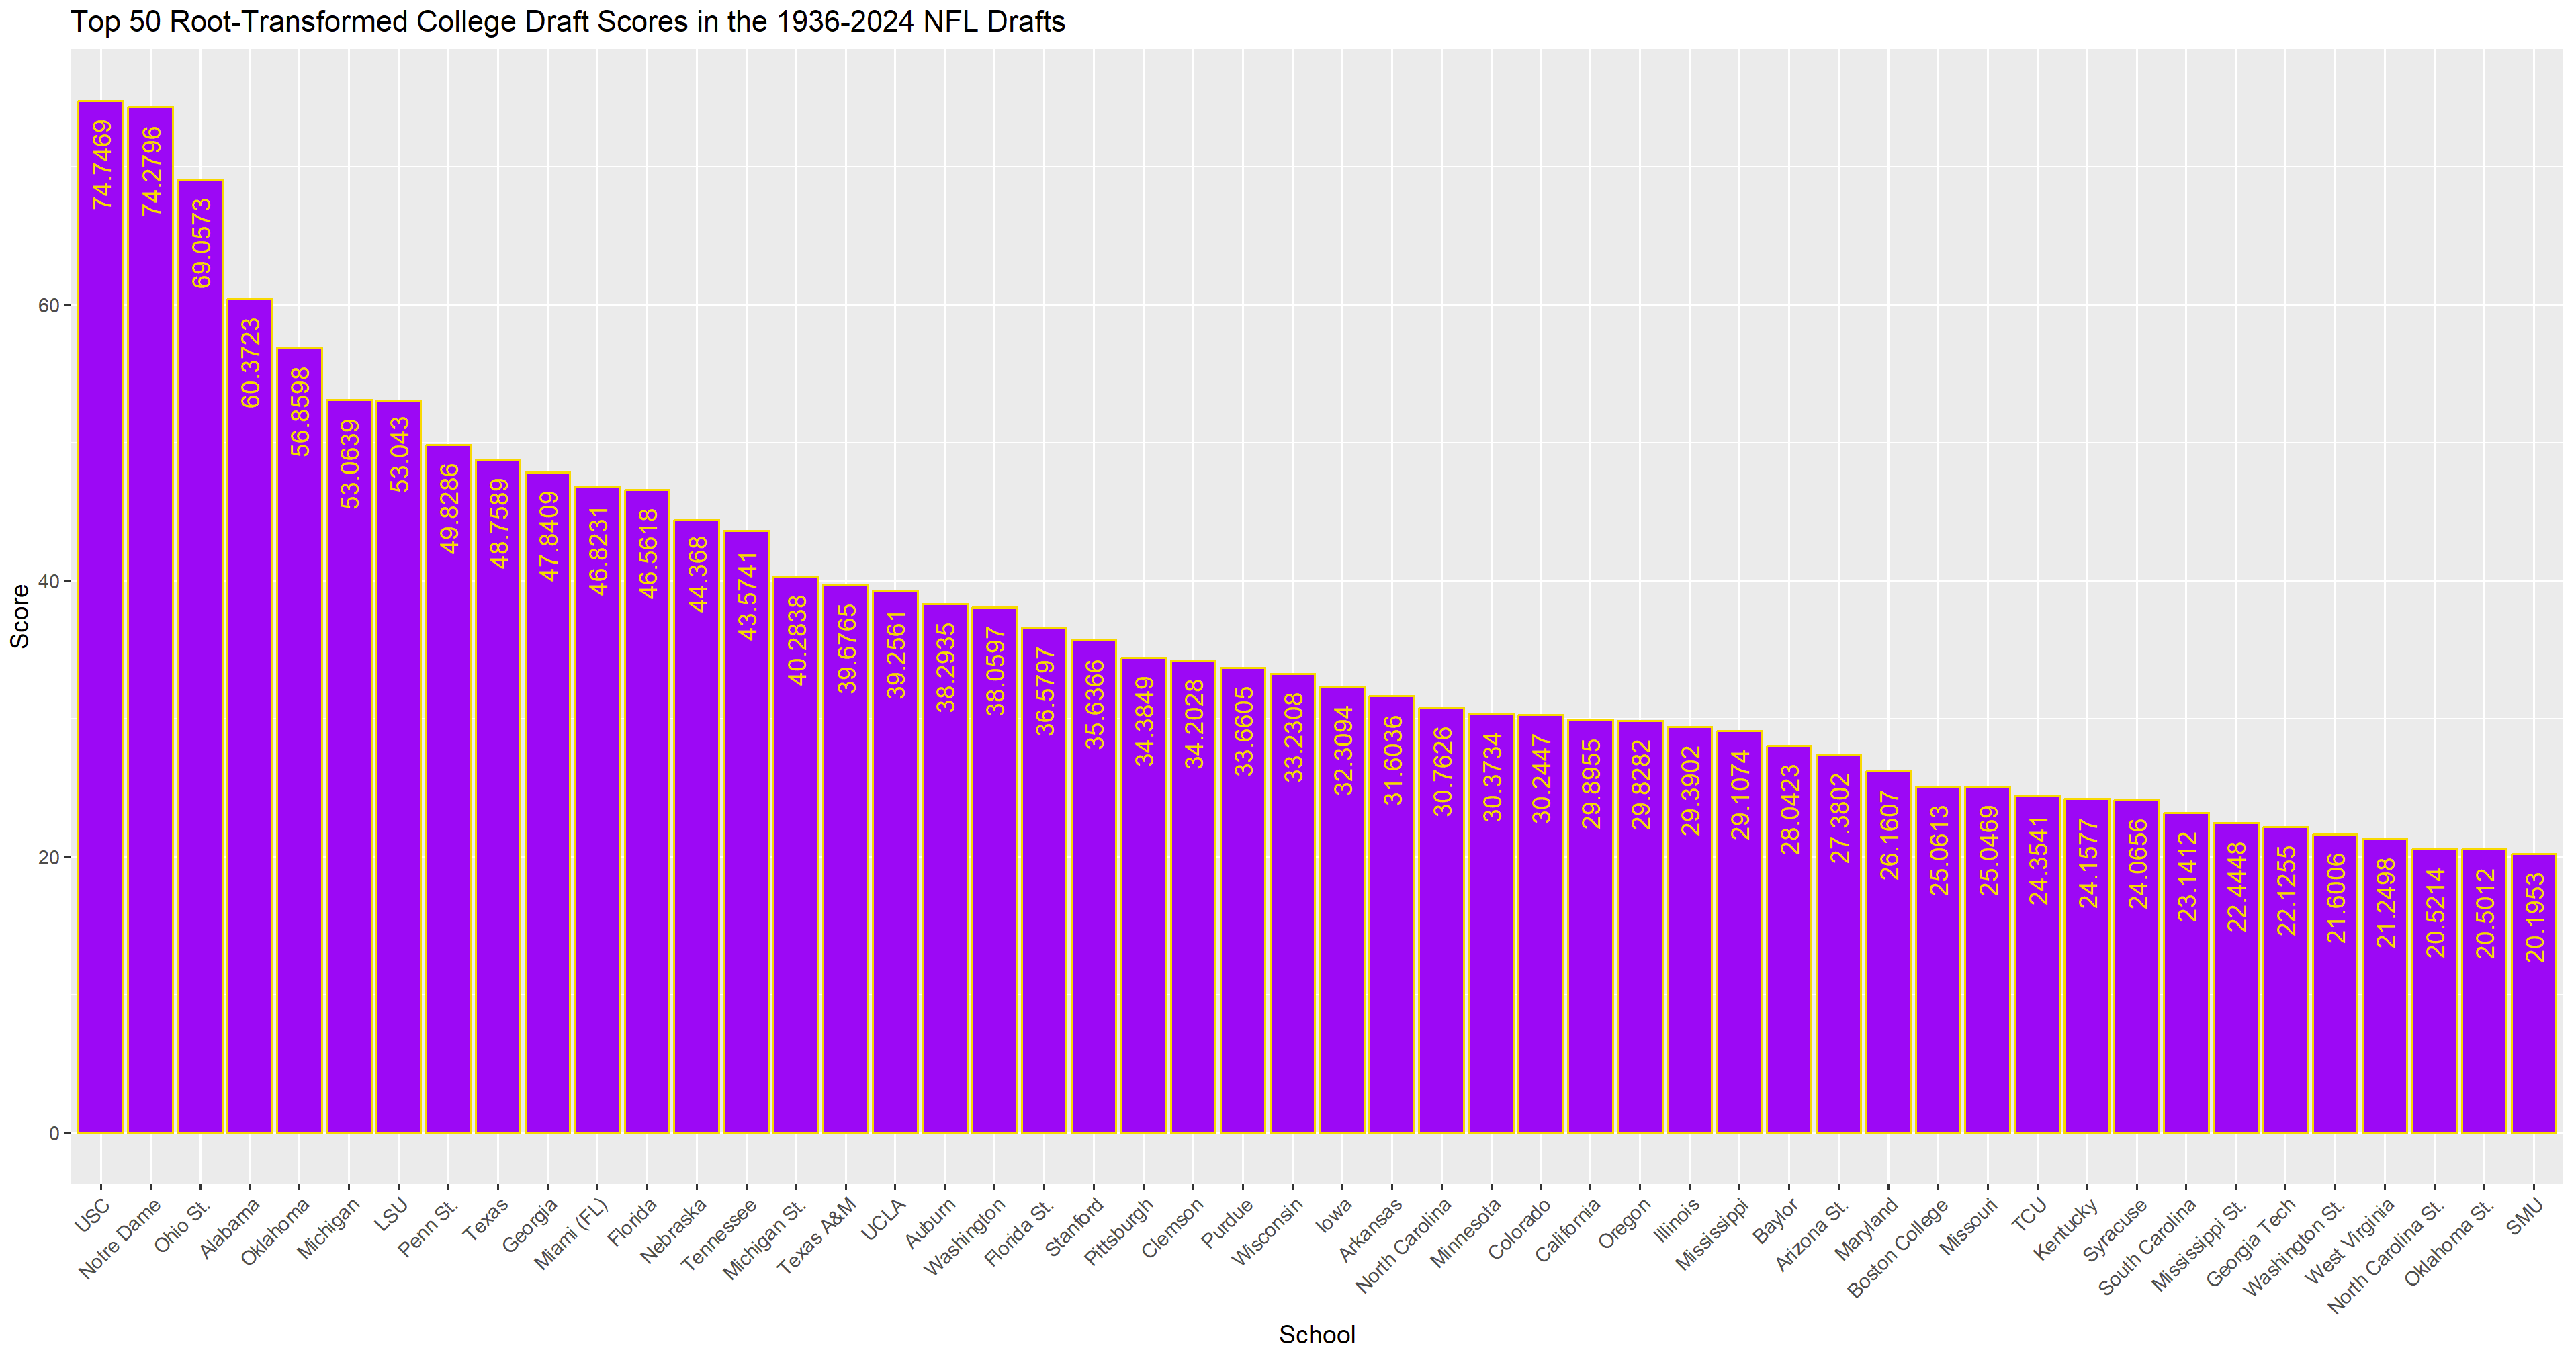 Top 50 Root-Transformed College Draft Scores in the 1936-2024 NFL Drafts
Score
60
40
20
0
74.7469
74.2796
69.0573
60.3723
56.8598
53.0639
53.043
49.8286
48.7589
47.8409
46.8231
46.5618
44.368
43.5741
40.2838
39.6765
39.2561
38.2935
38.0597
36.5797
35.6366
34.3849
34.2028
33.6605
33.2308
32.3094
31.6036
30.7626
30.3734
30.2447
29.8955
29.8282
29.3902
29.1074
28.0423
27.3802
26.1607
25.0613
25.0469
24.3541
24.1577
24.0656
23.1412
22.4448
22.1255
21.6006
21.2498
20.5214
20.5012
20.1953
USC
Notre Dame
Ohio St.
Alabama
Oklahoma
Michigan
LSU
Penn St.
Texas
Georgia
Miami (FL)
Florida
Nebraska
Tennessee
Michigan St.
Texas A&M
UCLA
Auburn
Washington
Florida St.
Stanford
Pittsburgh
Clemson
Purdue
Wisconsin
Iowa
Arkansas
North Carolina
Minnesota
Colorado
California
Oregon
Illinois
Mississippi
Baylor
Arizona St.
Maryland
Boston College
Missouri
TCU
Kentucky
Syracuse
South Carolina
Mississippi St.
Georgia Tech
Washington St.
West Virginia
North Carolina St.
Oklahoma St.
SMU
School